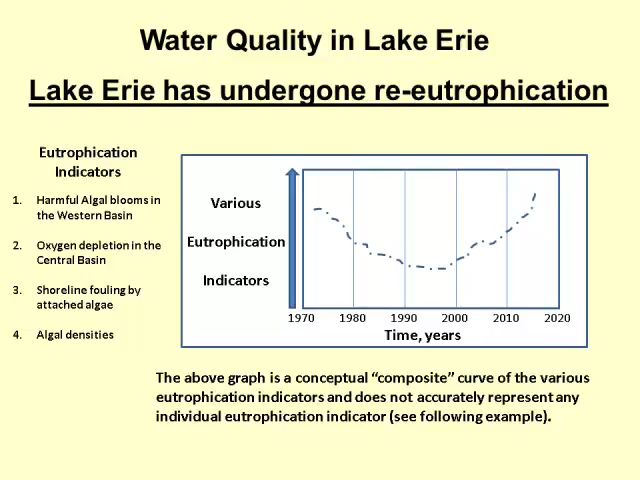 Water Quality in Lake Erie
Lake Erie has undergone re-eutrophication
Eutrophication
Indicators
1. Harmful Algal blooms in
the Western Basin
2. Oxygen depletion in the
Central Basin
3. Shoreline fouling by
attached algae
4. Algal densities
Various
Eutrophication
Indicators
1970 1980 1990 2000 2010 2020
Time, years
The above graph is a conceptual “composite” curve of the various
eutrophication indicators and does not accurately represent any
individual eutrophication indicator (see following example).